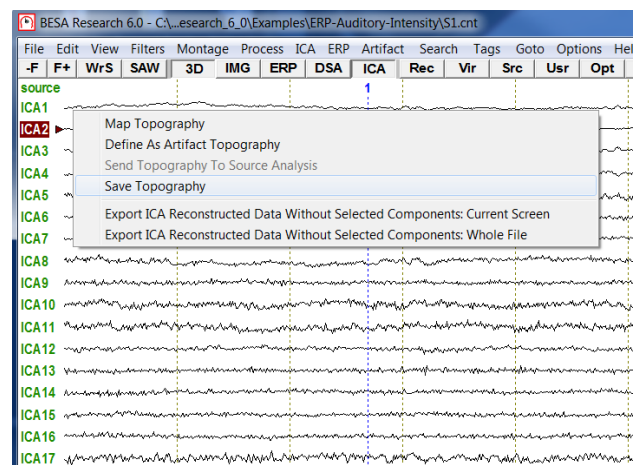 BESA Research 6.0 - C:\...esearch_6_0\Examples\ERP-Auditory-Intensity\S1.cnt
File Edit View Filters Montage Process ICA ERP Artifact Search Tags Goto Options Hel
-F F+ WrS SAW 3D IMG ERP DSA ICA Rec Vir Src Usr Opt
source 1
ICA1
ICA2
Map Topography
Define As Artifact Topography
ICA3
Send Topography To Source Analysis
ICA4
Save Topography
ICA5
Export ICA Reconstructed Data Without Selected Components: Current Screen
ICA6
Export ICA Reconstructed Data Without Selected Components: Whole File
ICA7
ICA8
ICA9
ICA10
ICA11
ICA12
ICA13
ICA14
ICA15
ICA16
ICA17